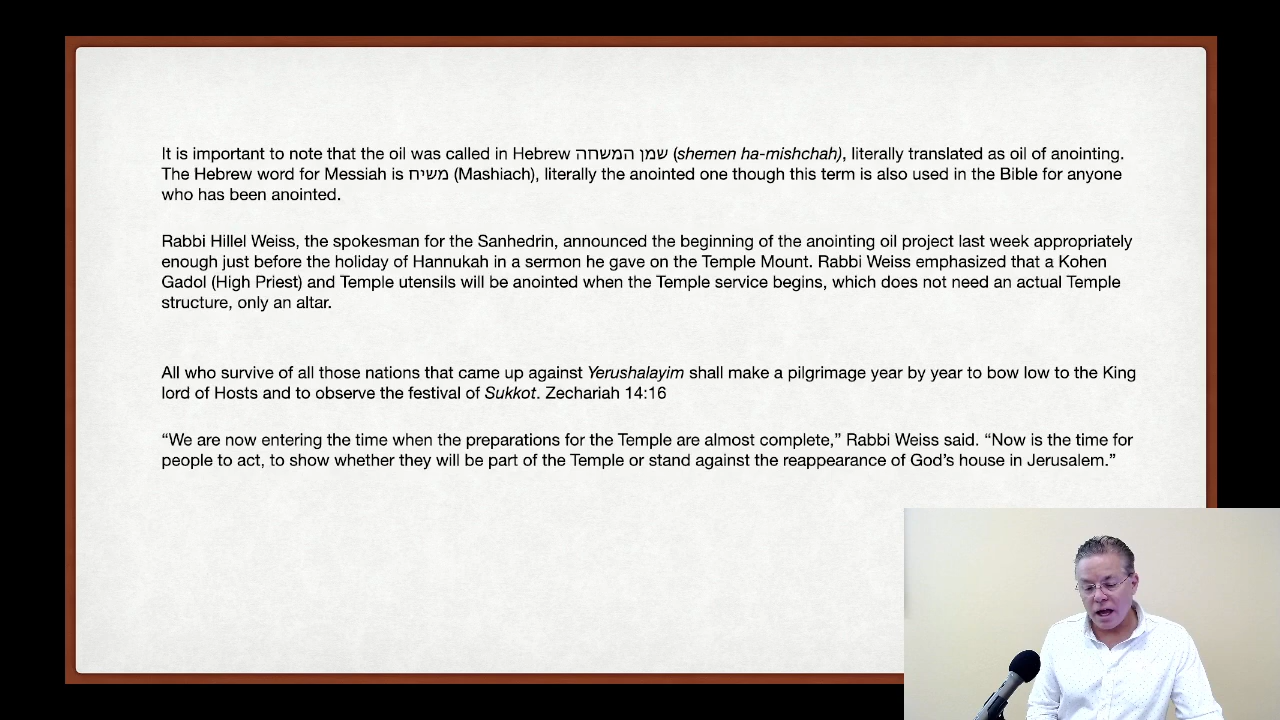 It is important to note that the oil was called in Hebrew שמן המשחה (shemen ha-mishchah), literally translated as oil of anointing.
The Hebrew word for Messiah is משיח (Mashiach), literally the anointed one though this term is also used in the Bible for anyone
who has been anointed.
Rabbi Hillel Weiss, the spokesman for the Sanhedrin, announced the beginning of the anointing oil project last week appropriately
enough just before the holiday of Hannukah in a sermon he gave on the Temple Mount. Rabbi Weiss emphasized that a Kohen
Gadol (High Priest) and Temple utensils will be anointed when the Temple service begins, which does not need an actual Temple
structure, only an altar.
All who survive of all those nations that came up against Yerushalayim shall make a pilgrimage year by year to bow low to the King
lord of Hosts and to observe the festival of Sukkot. Zechariah 14:16
“We are now entering the time when the preparations for the Temple are almost complete,” Rabbi Weiss said. “Now is the time for
people to act, to show whether they will be part of the Temple or stand against the reappearance of God’s house in Jerusalem.”